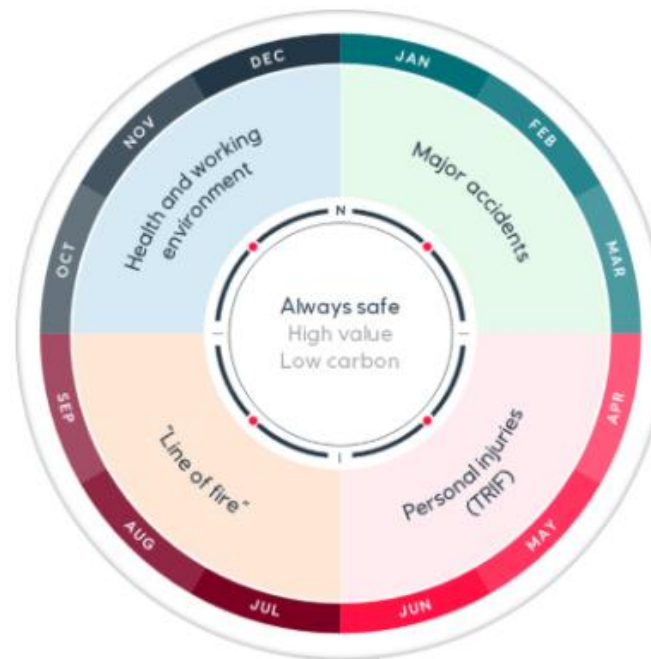 DEC
JAN
NOV
FEB
Health and working
environment
Major accidents
OCT
MAR
N
Always safe
High value
Low carbon
SEP
APR
"Line of fire"
Personal injuries
(TRIF)
AUG
MAY
JUL
JUN